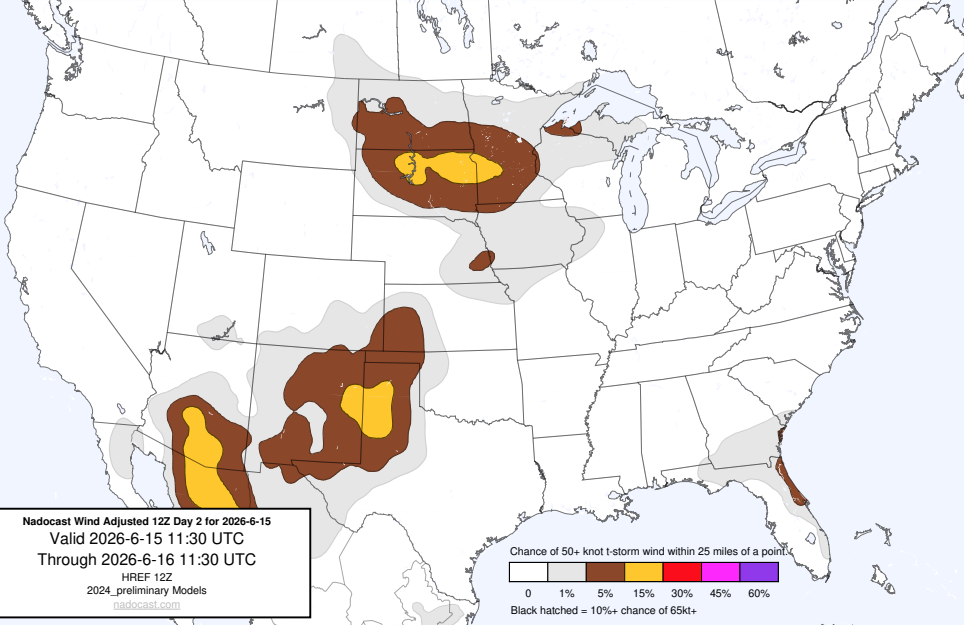 Nadocast Wind Adjusted 12Z Day 2 for 2026-6-15
Valid 2026-6-15 11:30 UTC
Through 2026-6-16 11:30 UTC
HREF 12Z
2024_preliminary Models
nadocast.com
Chance of 50+ knot t-storm wind within 25 miles of a point.
0 1% 5% 15% 30% 45% 60%
Black hatched = 10%+ chance of 65kt+